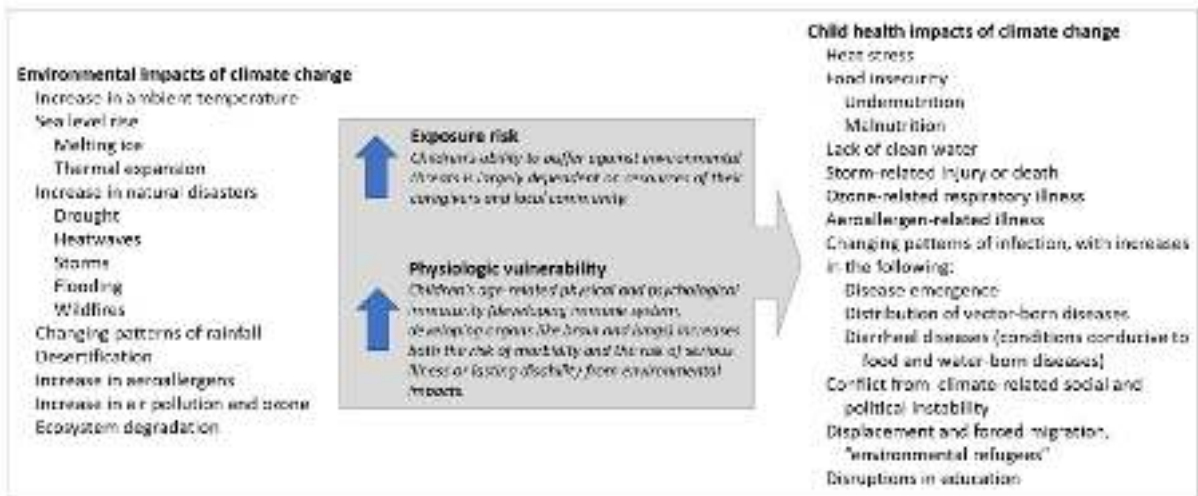 Environmental impacts of climate change
Increase in ambient temperature
Sea level rise
Melting ice
Thermal expansion
Increase in natural disasters
Drought
Heatwaves
Storms
Flooding
Wildfires
Changing patterns of rainfall
Desertification
Increase in aeroallergens
Increase in air pollution and ozone
Ecosystem degradation
Exposure risk
Children's ability to buffer against environmental
threats is largely dependent on resources of their
caregivers and local community
Physiologic vulnerability
Children's age-related physical and psychological
immaturity (developing immune system,
developing organs like brain and lungs) increases
both the risk of morbidity and the risk of serious
illness or lasting disability from environmental
impacts.
Child health impacts of climate change
Heat stress
Food insecurity
Undernutrition
Malnutrition
Lack of clean water
Storm-related injury or death
Ozone-related respiratory illness
Aeroallergen-related illness
Changing patterns of infection, with increases
in the following:
Disease emergence
Distribution of vector-born diseases
Diarrheal diseases (conditions conducive to
food and water-born diseases)
Conflict from climate-related social and
political instability
Displacement and forced migration,
"environmental refugees"
Disruptions in education